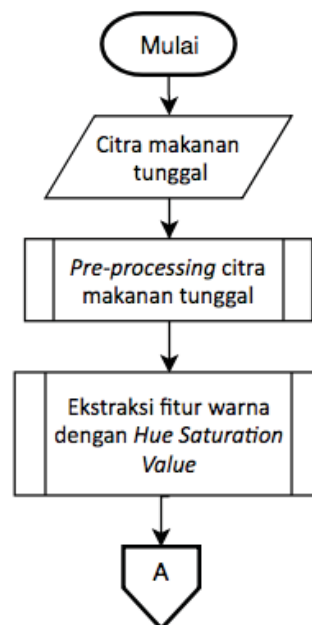 Mulai
Citra makanan
tunggal
Pre-processing citra
makanan tunggal
Ekstraksi fitur warna
dengan Hue Saturation
Value
A